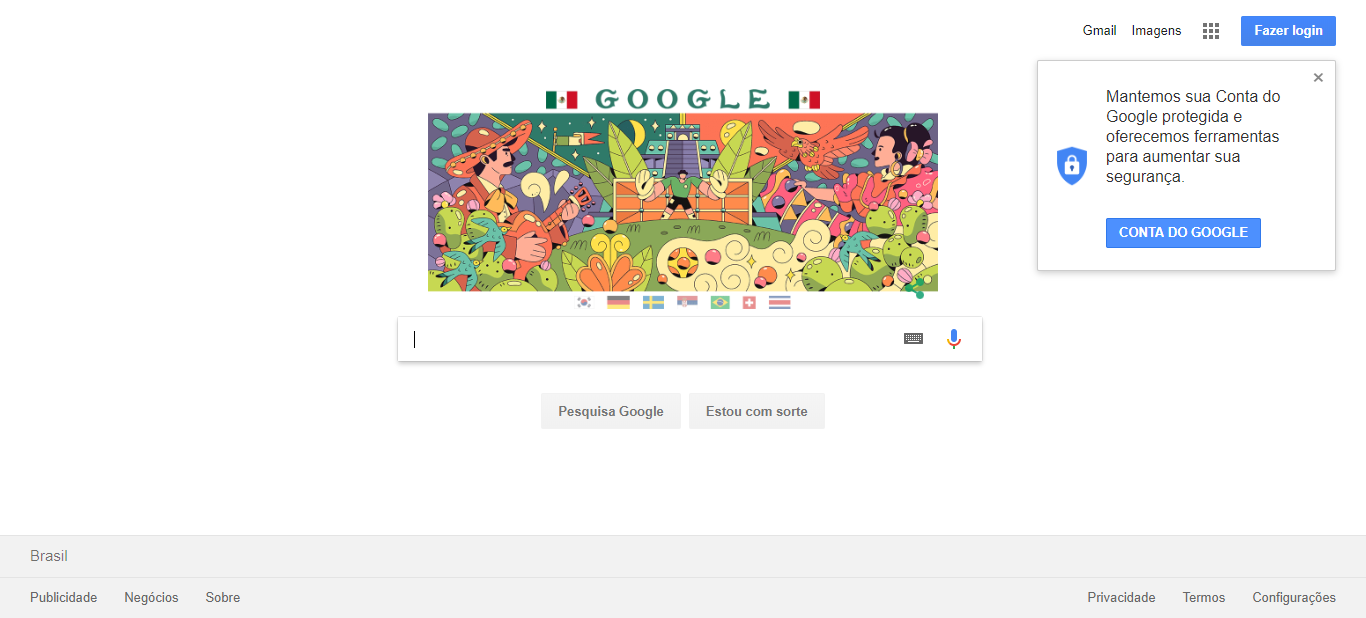 Gmail Imagens Fazer login
Mantemos sua Conta do
Google protegida e
oferecemos ferramentas
para aumentar sua
segurança.
CONTA DO GOOGLE
GOOGLE
Pesquisa Google Estou com sorte
Brasil
Publicidade Negócios Sobre Privacidade Termos Configurações